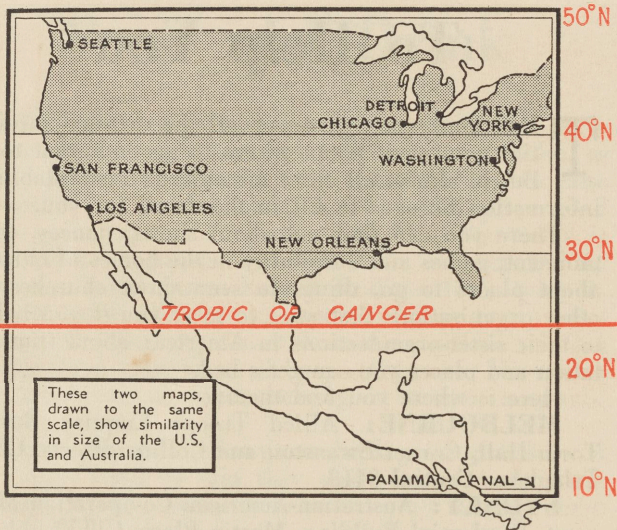 50°N
SEATTLE
DETROIT
CHICAGO
NEW
YORK
40°N
WASHINGTON
SAN FRANCISCO
LOS ANGELES
NEW ORLEANS
30°N
TROPIC OF CANCER
20°N
These two maps,
drawn to the same
scale, show similarity
in size of the U.S.
and Australia.
PANAMA CANAL
10°N